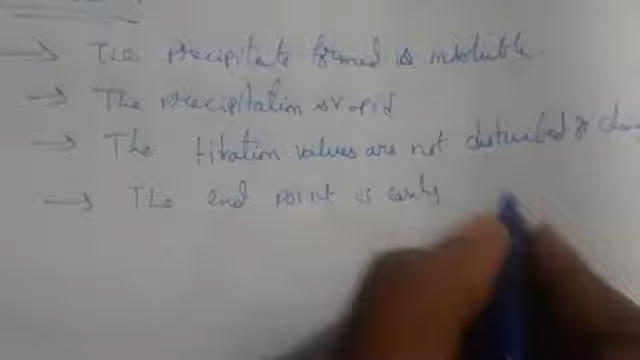 → The precipitate formed is insoluble.
→ The precipitation is rapid
→ The titration values are not disturbed
→ The end point is easily